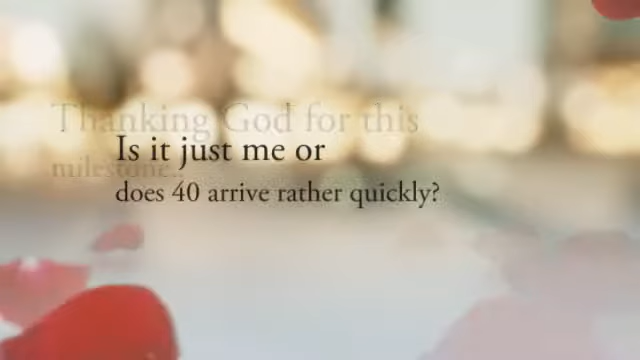 Thanking God for this
Is it just me or
milestone..
does 40 arrive rather quickly?